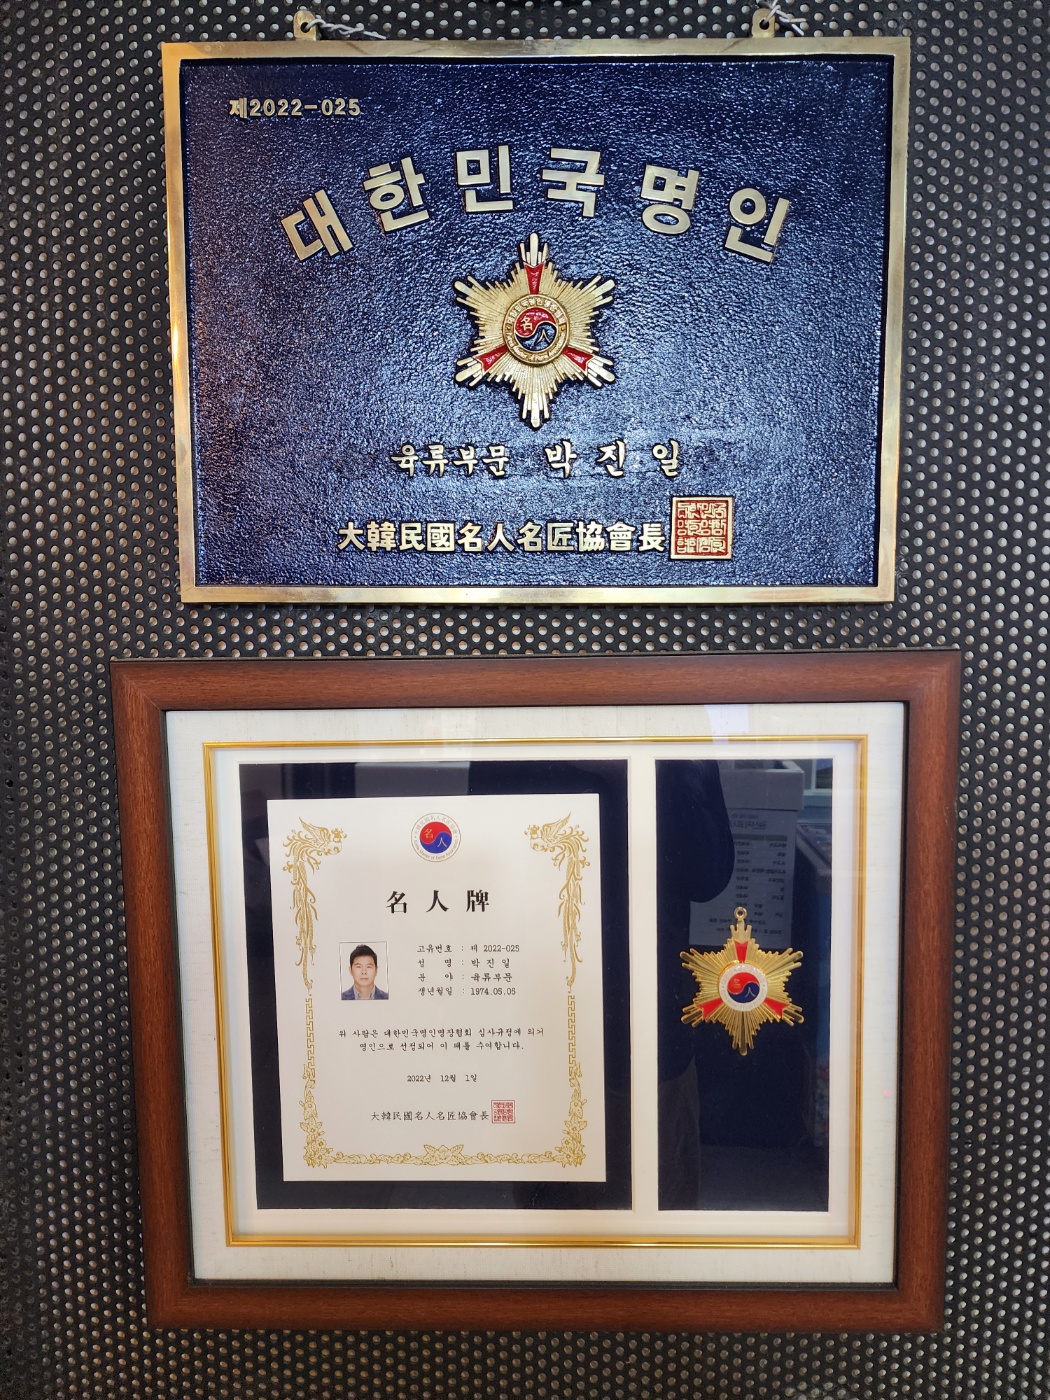 제2022-025
대한민국명인
名人
육류부문 박진일
大韓民國名人名匠協會長
名人
名人牌
고유번호 : 제 2022-025
성 명 : 박 진 일
분 야 : 육류부문
생년월일 : 1974.05.05
위 사람은 대한민국명인명장협회 심사규정에 의거
명인으로 선정되어 이 패를 수여합니다.
2022년 12월 1일
大韓民國名人名匠協會長
名人